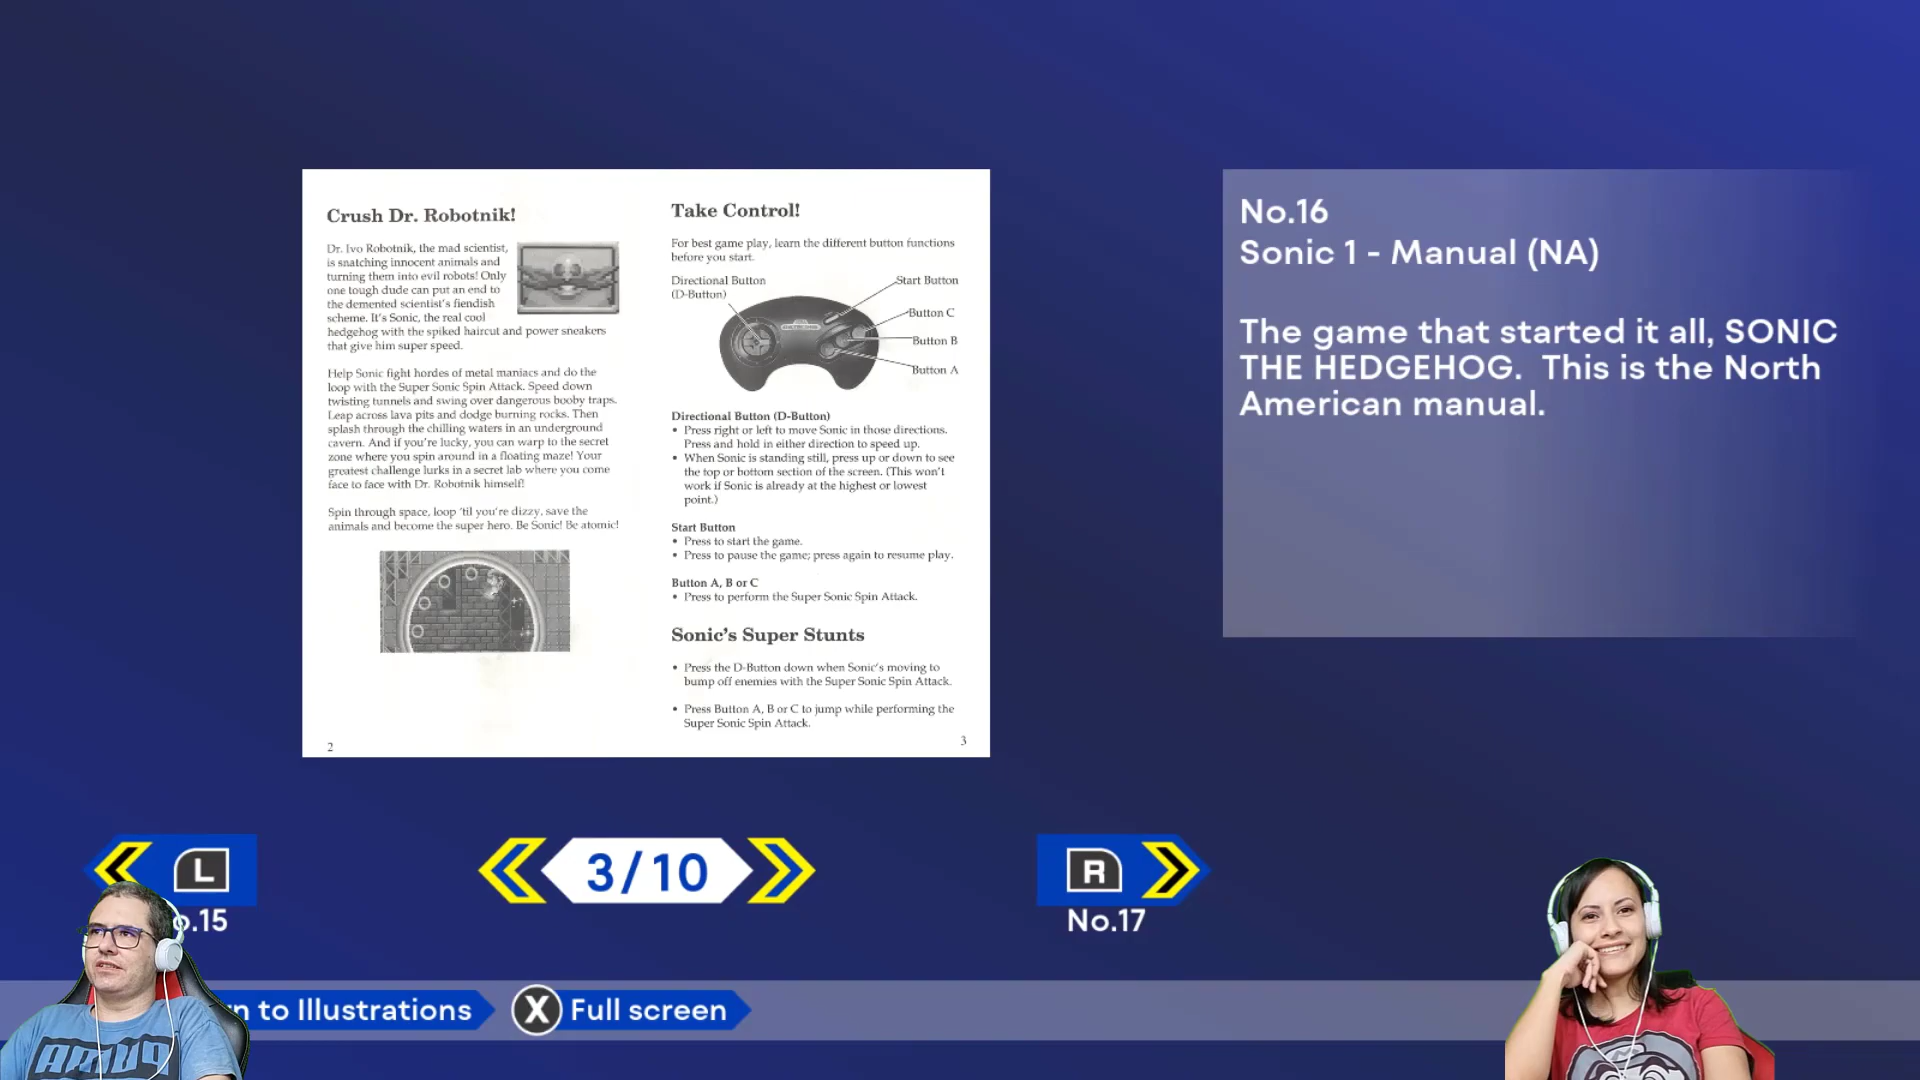 Crush Dr. Robotnik!
Dr. Ivo Robotnik, the mad scientist,
is snatching innocent animals and
turning them into evil robots! Only
one tough dude can put an end to
the demented scientist's fiendish
scheme. It's Sonic, the real cool
hedgehog with the spiked haircut and power sneakers
that give him super speed.
Help Sonic fight hordes of metal maniacs and do the
loop with the Super Sonic Spin Attack. Speed down
twisting tunnels and swing over dangerous booby traps.
Leap across lava pits and dodge burning rocks. Then
splash through the chilling waters in an underground
cavern. And if you're lucky, you can warp to the secret
zone where you spin around in a floating maze! Your
greatest challenge lurks in a secret lab where you come
face to face with Dr. Robotnik himself!
Spin through space, loop 'til you're dizzy, save the
animals and become the super hero. Be Sonic! Be atomic!
2
Take Control!
For best game play, learn the different button functions
before you start.
Directional Button
(D-Button)
Start Button
Button C
Button B
Button A
Directional Button (D-Button)
• Press right or left to move Sonic in those directions.
Press and hold in either direction to speed up.
• When Sonic is standing still, press up or down to see
the top or bottom section of the screen. (This won't
work if Sonic is already at the highest or lowest
point.)
Start Button
• Press to start the game.
• Press to pause the game; press again to resume play.
Button A, B or C
• Press to perform the Super Sonic Spin Attack.
Sonic's Super Stunts
• Press the D-Button down when Sonic's moving to
bump off enemies with the Super Sonic Spin Attack.
• Press Button A, B or C to jump while performing the
Super Sonic Spin Attack.
3
No.16
Sonic 1 - Manual (NA)
The game that started it all, SONIC
THE HEDGEHOG.  This is the North
American manual.
L
o.15
3/10
R
No.17
n to Illustrations
X Full screen